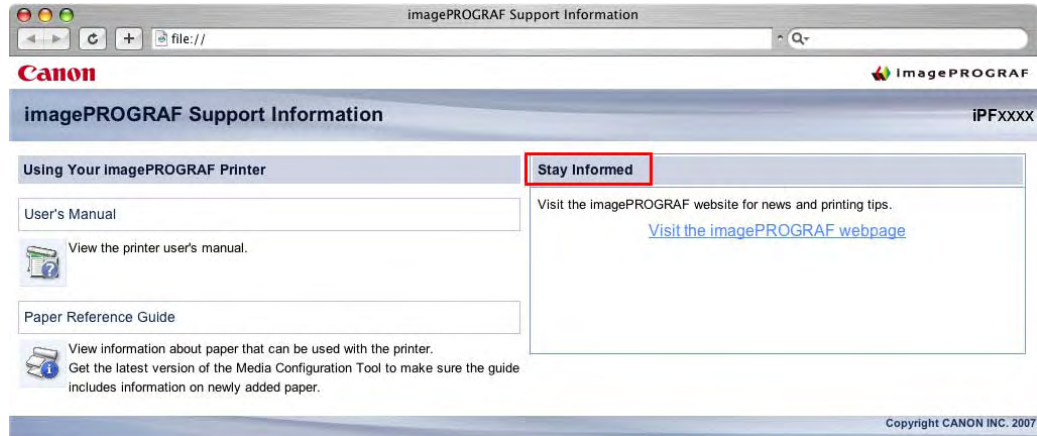 imagePROGRAF Support Information
file://
Canon
imagePROGRAF
imagePROGRAF Support Information
iPFXXXX
Using Your imagePROGRAF Printer
User's Manual
View the printer user's manual.
Paper Reference Guide
View information about paper that can be used with the printer.
Get the latest version of the Media Configuration Tool to make sure the guide
includes information on newly added paper.
Stay Informed
Visit the imagePROGRAF website for news and printing tips.
Visit the imagePROGRAF webpage
Copyright CANON INC. 2007